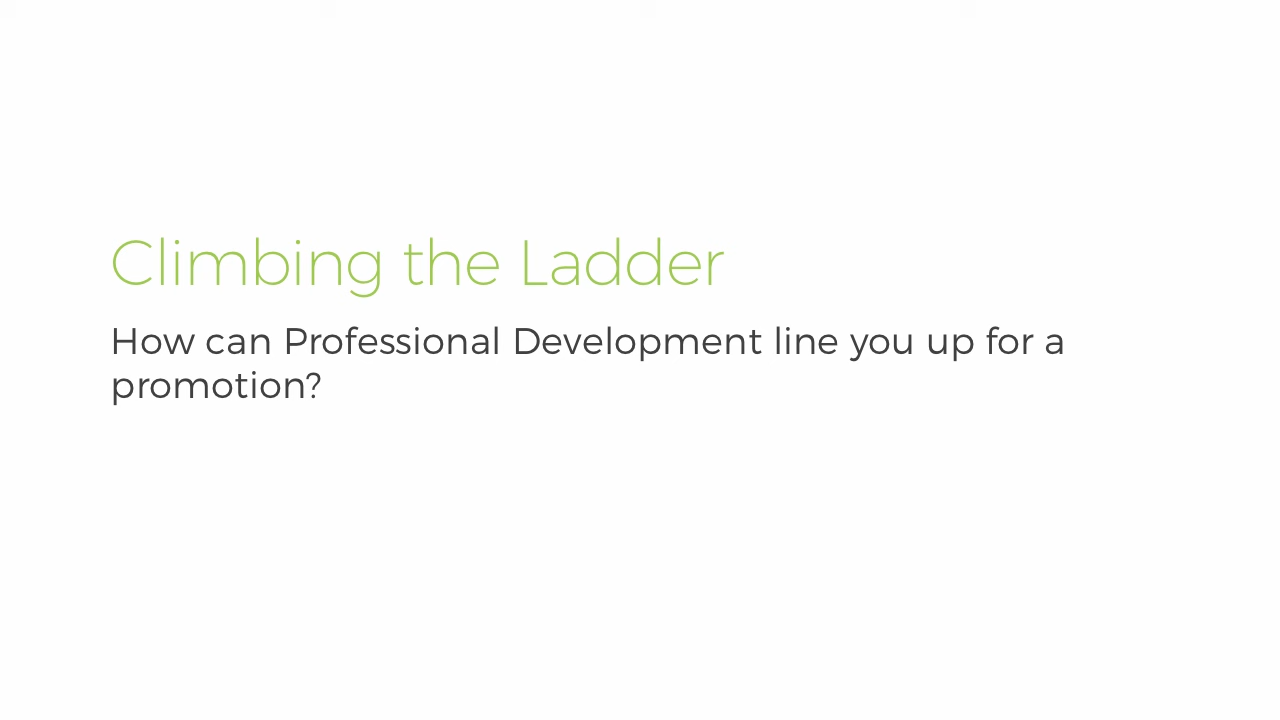 Climbing the Ladder
How can Professional Development line you up for a
promotion?